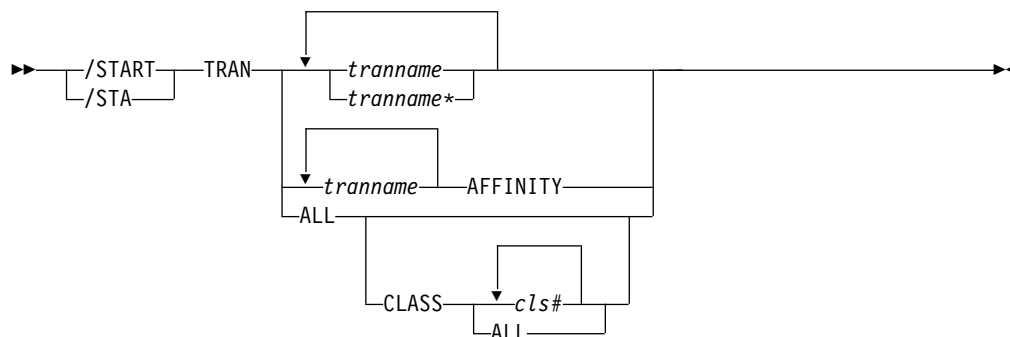 /START TRAN tranname
/STA tranname*
tranname AFFINITY
ALL
CLASS cls#
ALL